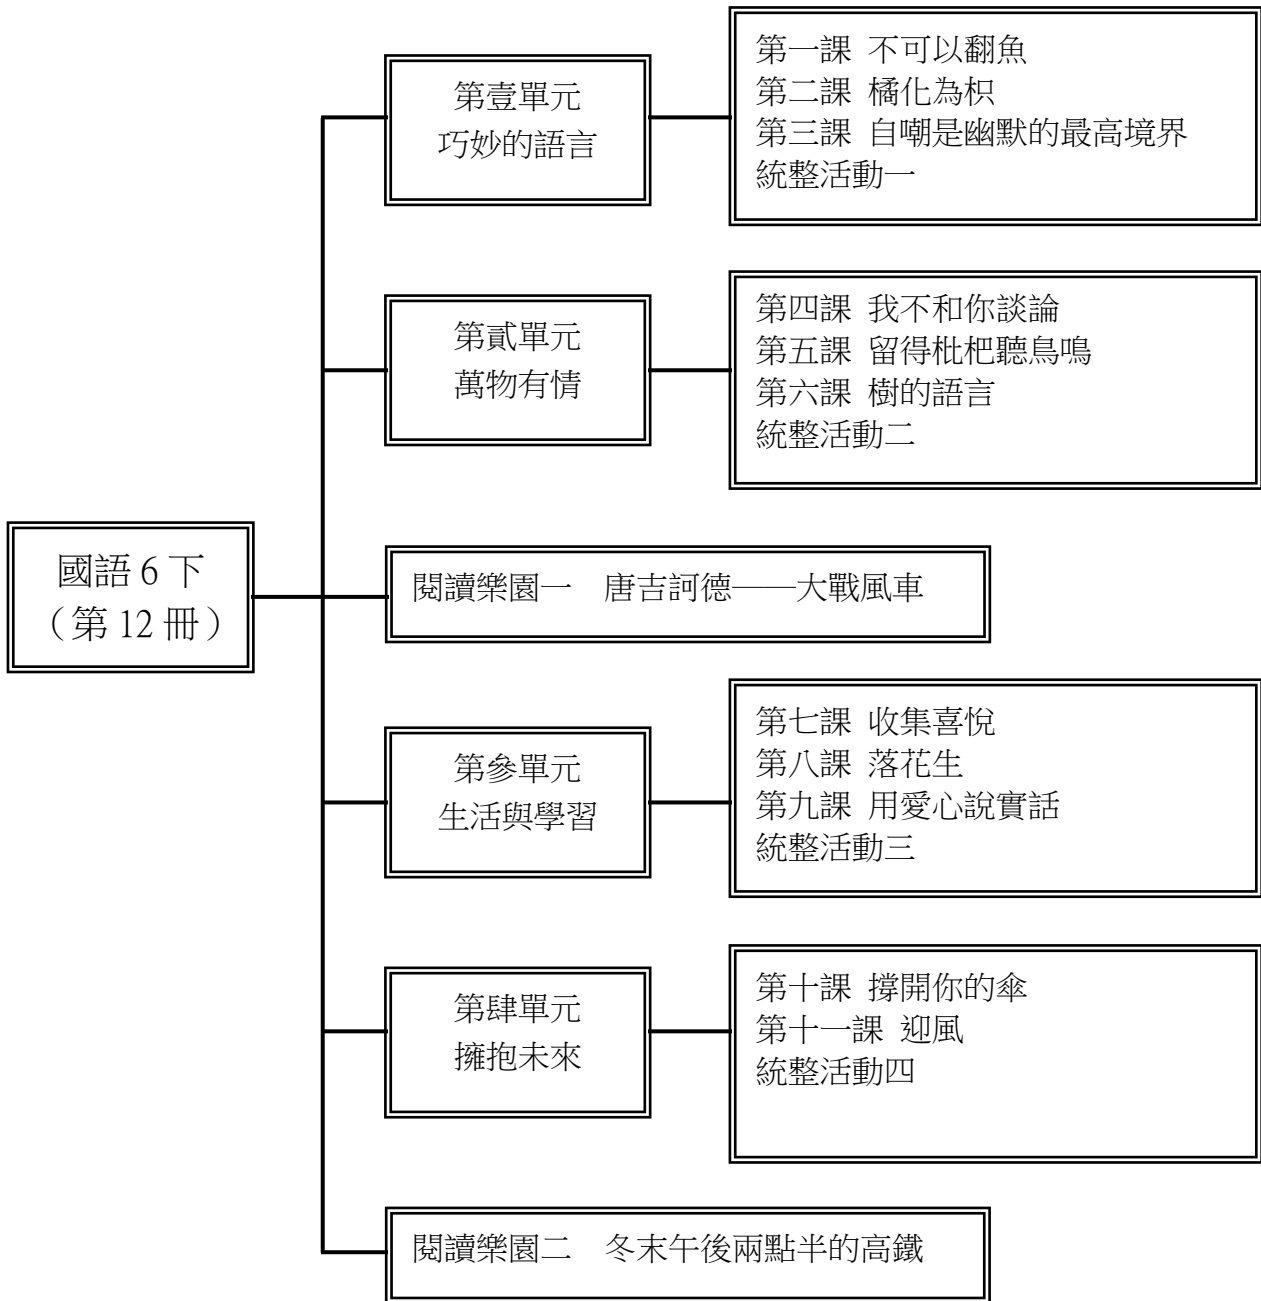 國語 6 下
（第 12 冊）
第壹單元
巧妙的語言
第一課 不可以翻魚
第二課 橘化為枳
第三課 自嘲是幽默的最高境界
統整活動一
第貳單元
萬物有情
第四課 我不和你談論
第五課 留得枇杷聽鳥鳴
第六課 樹的語言
統整活動二
閱讀樂園一　唐吉訶德——大戰風車
第參單元
生活與學習
第七課 收集喜悅
第八課 落花生
第九課 用愛心說實話
統整活動三
第肆單元
擁抱未來
第十課 撐開你的傘
第十一課 迎風
統整活動四
閱讀樂園二　冬末午後兩點半的高鐵